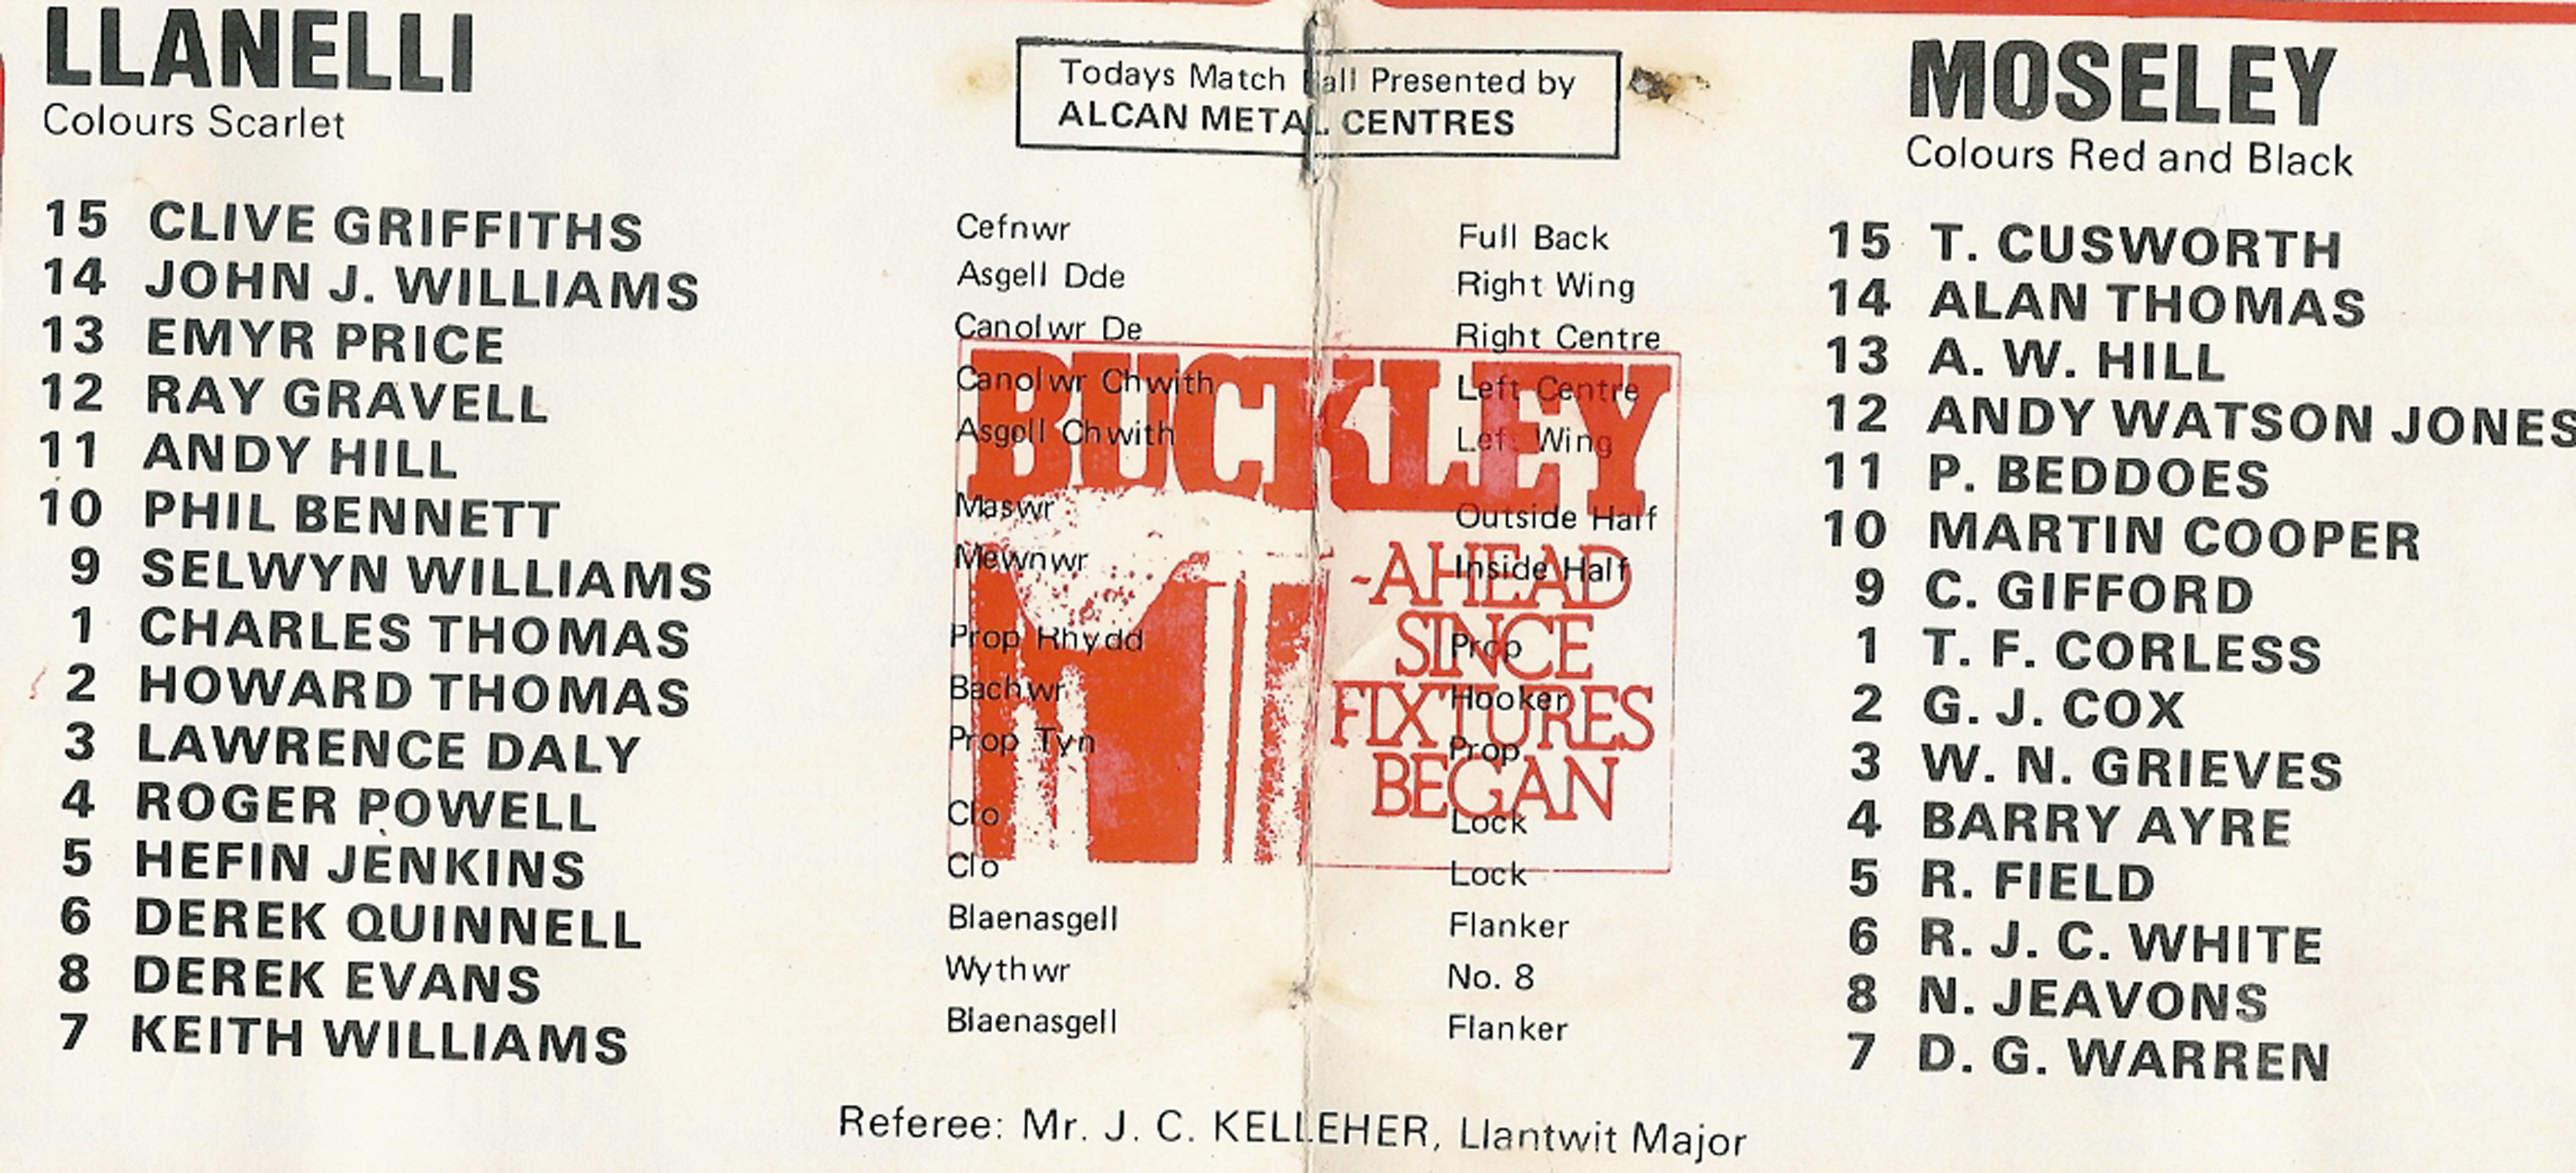 LLANELLI
Colours Scarlet
15 CLIVE GRIFFITHS
14 JOHN J. WILLIAMS
13 EMYR PRICE
12 RAY GRAVELL
11 ANDY HILL
10 PHIL BENNETT
9 SELWYN WILLIAMS
1 CHARLES THOMAS
2 HOWARD THOMAS
3 LAWRENCE DALY
4 ROGER POWELL
5 HEFIN JENKINS
6 DEREK QUINNELL
8 DEREK EVANS
7 KEITH WILLIAMS
Todays Match Ball Presented by
ALCAN METAL CENTRES
Cefnwr Full Back
Asgell Dde Right Wing
Canolwr De Right Centre
Canolwr Chwith Left Centre
Asgell Chwith Left Wing
Maswr Outside Half
Mewnwr Inside Half
Prop Rhydd Prop
Bachwr Hooker
Prop Tyn Prop
Clo Lock
Clo Lock
Blaenasgell Flanker
Wythwr No. 8
Blaenasgell Flanker
BUCKLEY
-AHEAD
SINCE
FIXTURES
BEGAN
MOSELEY
Colours Red and Black
15 T. CUSWORTH
14 ALAN THOMAS
13 A. W. HILL
12 ANDY WATSON JONES
11 P. BEDDOES
10 MARTIN COOPER
9 C. GIFFORD
1 T. F. CORLESS
2 G. J. COX
3 W. N. GRIEVES
4 BARRY AYRE
5 R. FIELD
6 R. J. C. WHITE
8 N. JEAVONS
7 D. G. WARREN
Referee: Mr. J. C. KELLEHER, Llantwit Major